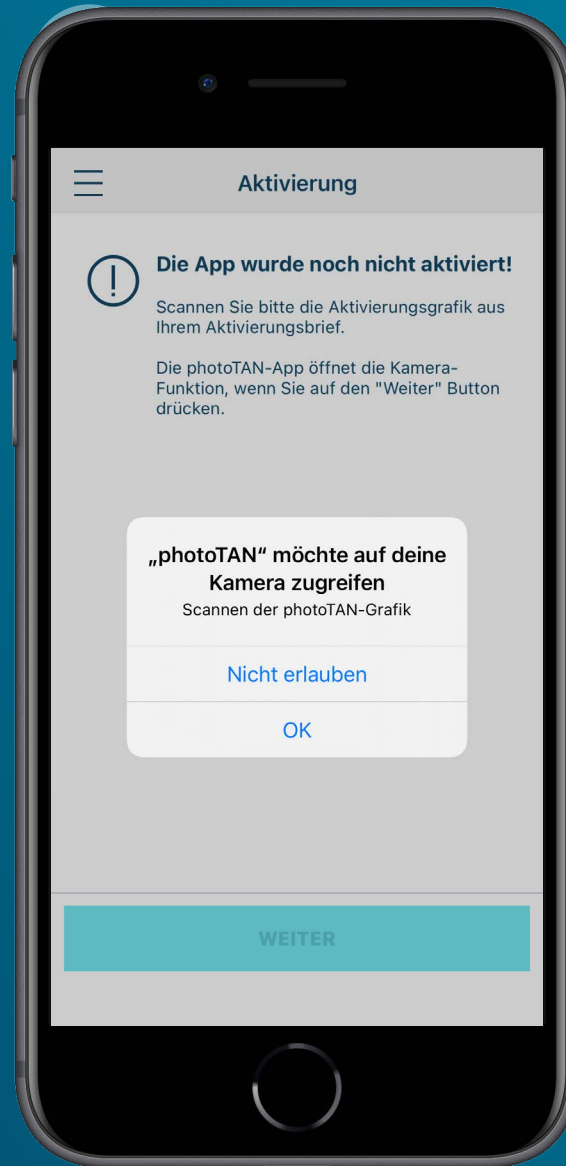 Aktivierung
Die App wurde noch nicht aktiviert!
Scannen Sie bitte die Aktivierungsgrafik aus
Ihrem Aktivierungsbrief.
Die photoTAN-App öffnet die Kamera-
Funktion, wenn Sie auf den "Weiter" Button
drücken.
„photoTAN“ möchte auf deine
Kamera zugreifen
Scannen der photoTAN-Grafik
Nicht erlauben
OK
WEITER